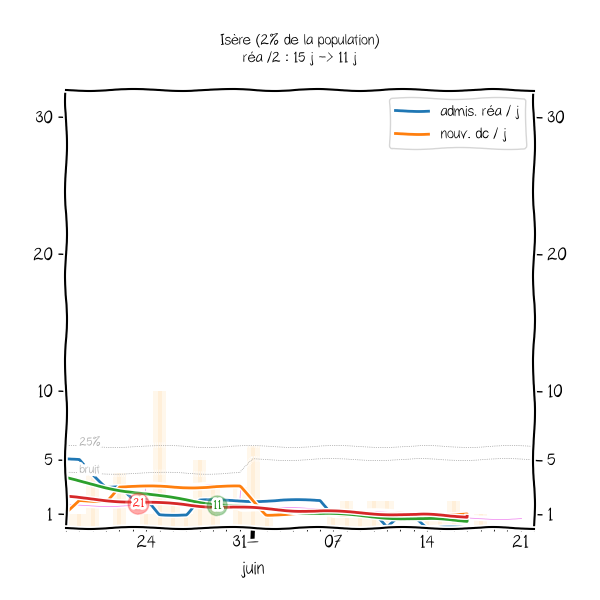 Isère (2% de la population)
réa /2 : 15 j -> 11 j
admis. réa / j
nouv. dc / j
30 30
20 20
10 10
25%
5 5
bruit
21 11
1 1
24 31 07 14 21
juin